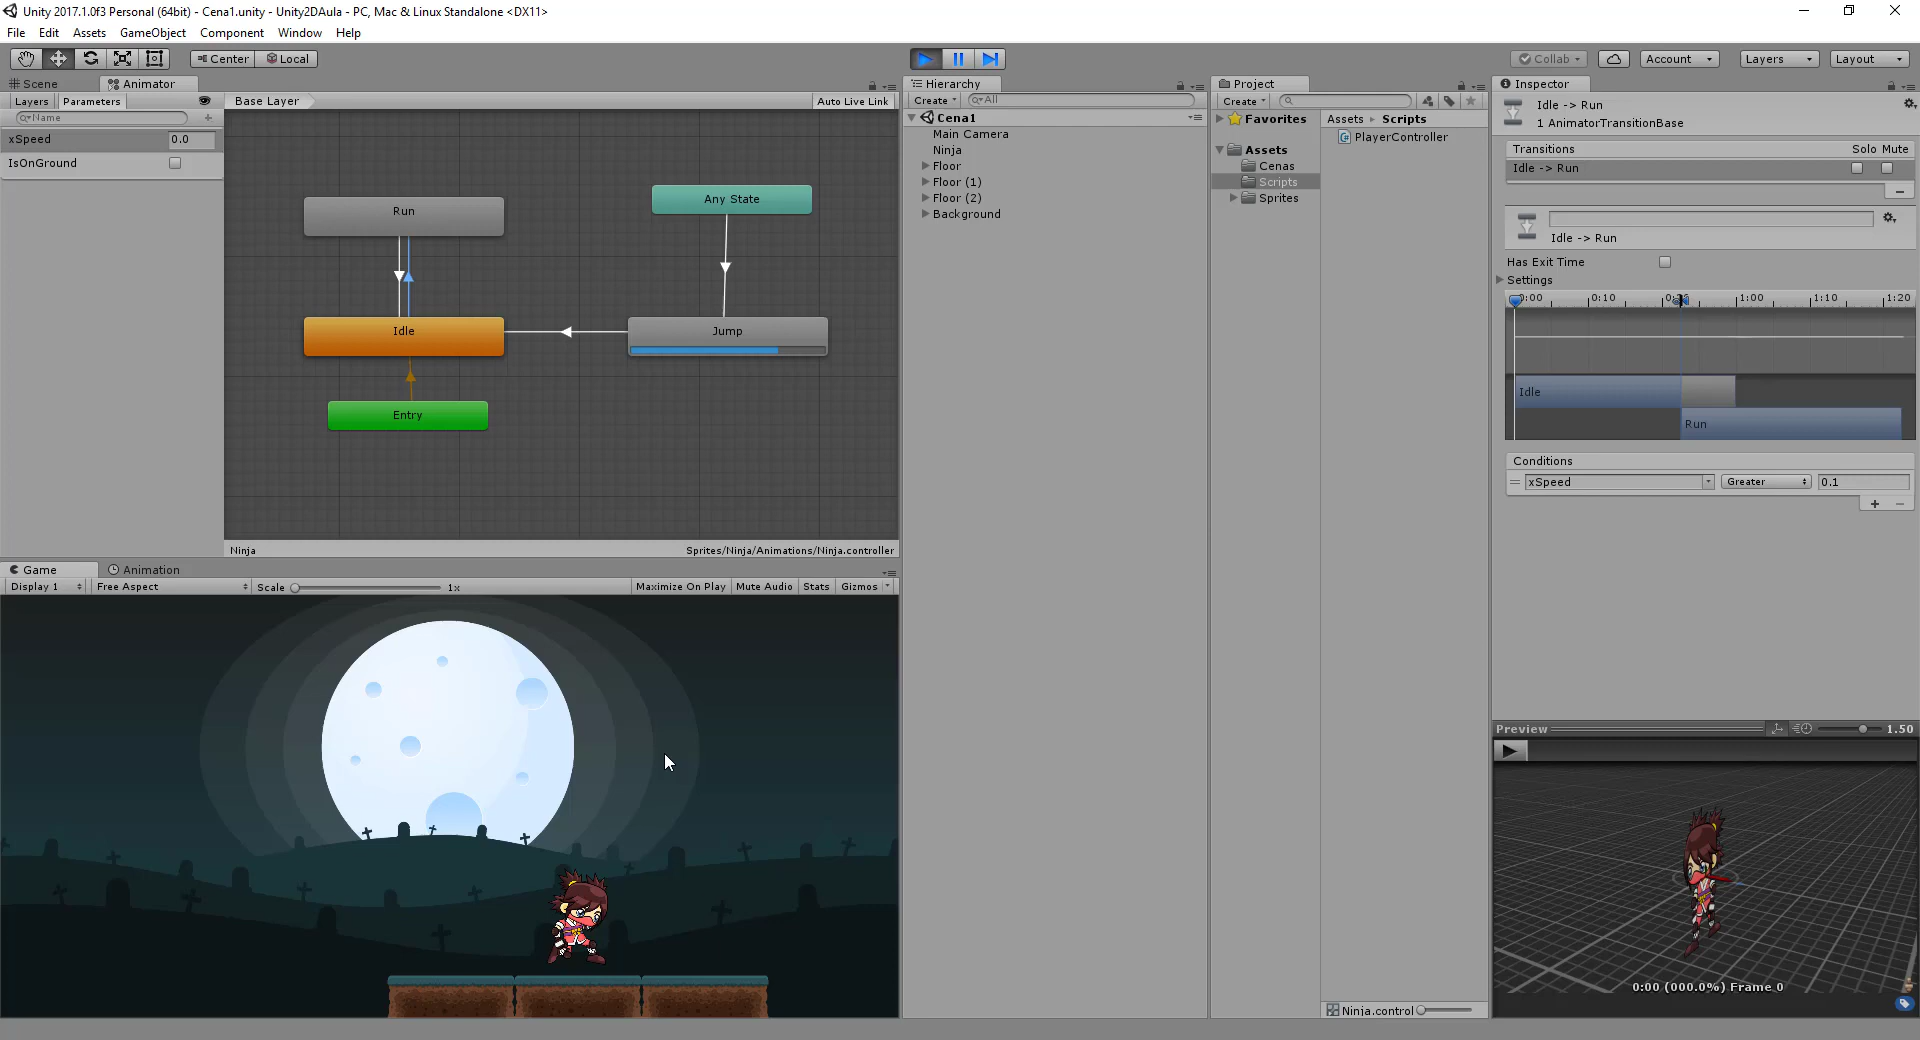 Unity 2017.1.0f3 Personal (64bit) - Cena1.unity - Unity2DAula - PC, Mac & Linux Standalone <DX11>
File Edit Assets GameObject Component Window Help
Center Local
Collab Account Layers Layout
Scene Animator
Layers Parameters
Base Layer
Auto Live Link
Name
xSpeed 0.0
IsOnGround
Run
Any State
Idle
Jump
Entry
Ninja
Sprites/Ninja/Animations/Ninja.controller
Game Animation
Display 1 Free Aspect Scale 1x Maximize On Play Mute Audio Stats Gizmos
Hierarchy
Create All
Cena1
Main Camera
Ninja
Floor
Floor (1)
Floor (2)
Background
Project
Create
Favorites
Assets
Cenas
Scripts
Sprites
Assets Scripts
PlayerController
Ninja.control
Inspector
Idle -> Run
1 AnimatorTransitionBase
Transitions Solo Mute
Idle -> Run
Idle -> Run
Has Exit Time
Settings
0:00 0:10 1:00 1:10 1:20
Idle
Run
Conditions
xSpeed Greater 0.1
Preview 1.50
0:00 (000.0%) Frame 0